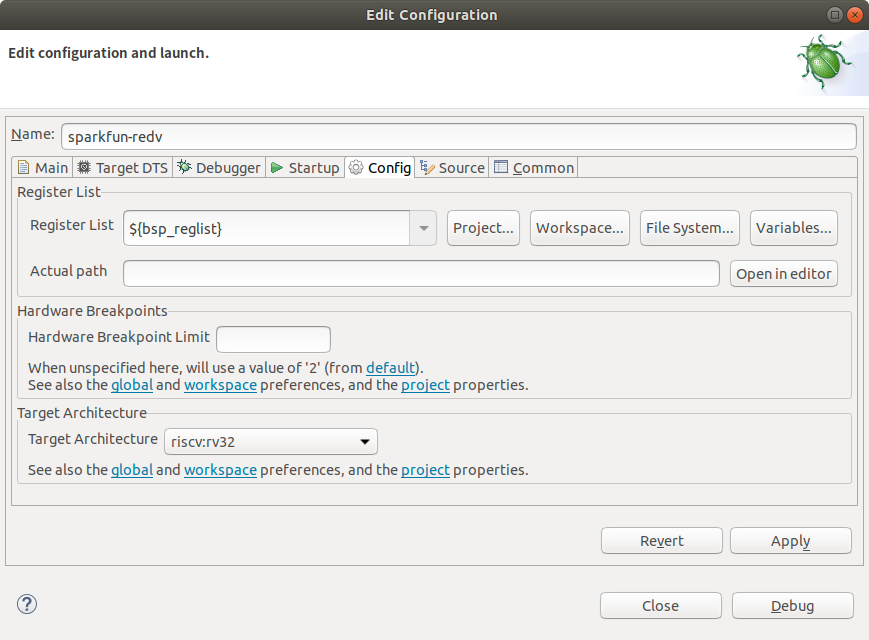 Edit Configuration
Edit configuration and launch.
Name: sparkfun-redv
Main Target DTS Debugger Startup Config Source Common
Register List
Register List ${bsp_reglist} Project... Workspace... File System... Variables...
Actual path Open in editor
Hardware Breakpoints
Hardware Breakpoint Limit
When unspecified here, will use a value of '2' (from default).
See also the global and workspace preferences, and the project properties.
Target Architecture
Target Architecture riscv:rv32
See also the global and workspace preferences, and the project properties.
Revert Apply
? Close Debug